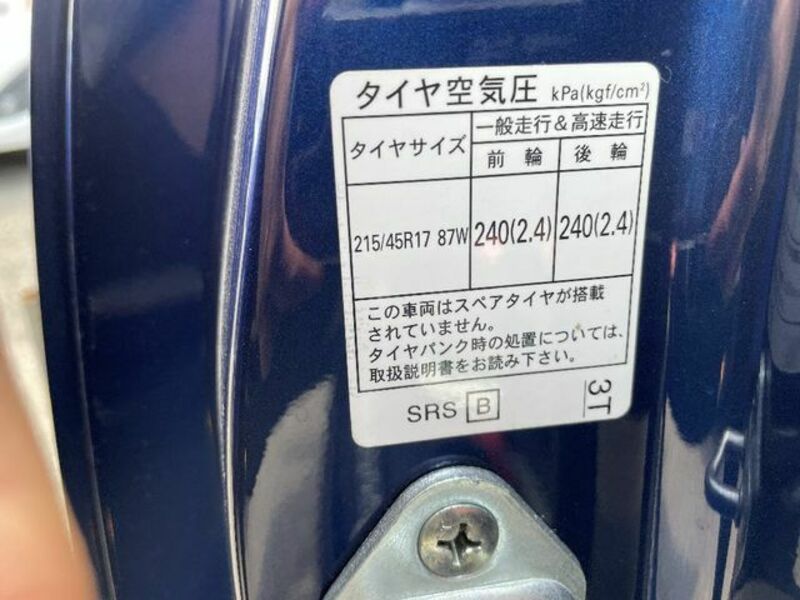 タイヤ空気圧 kPa(kgf/cm²)
タイヤサイズ 一般走行&高速走行
前輪 後輪
215/45R17 87W 240(2.4) 240(2.4)
この車両はスペアタイヤが搭載
されていません。
タイヤパンク時の処置については、
取扱説明書をお読み下さい。
SRS B
3T